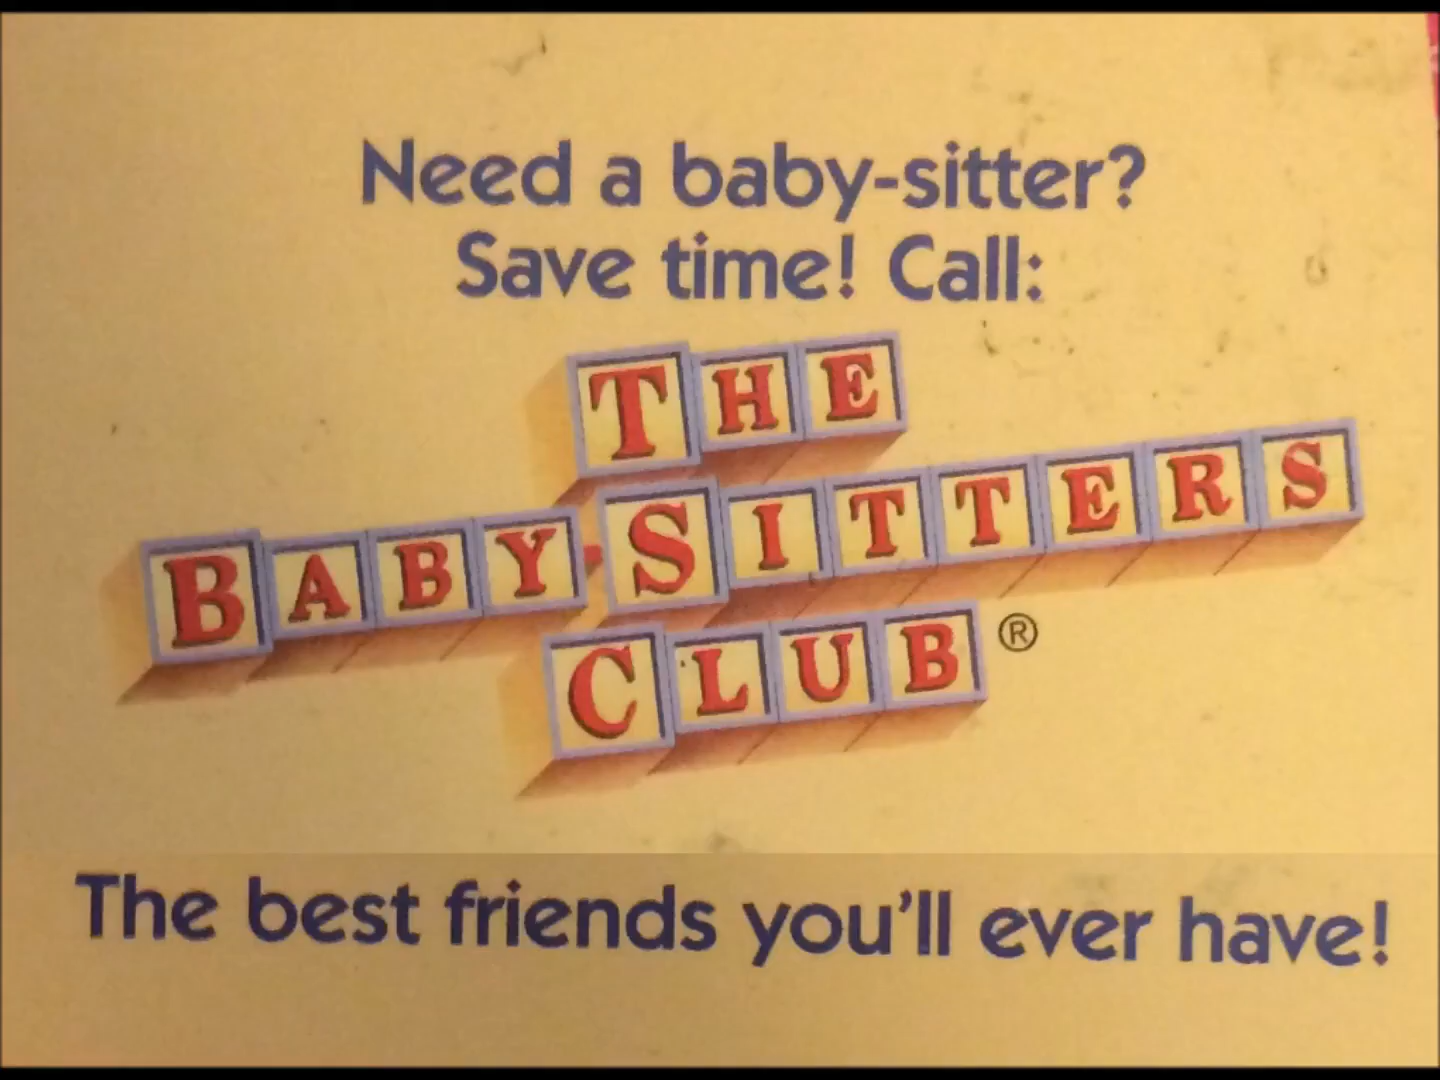 Need a baby-sitter?
Save time! Call:
THE
BABY-SITTERS
CLUB®
The best friends you'll ever have!